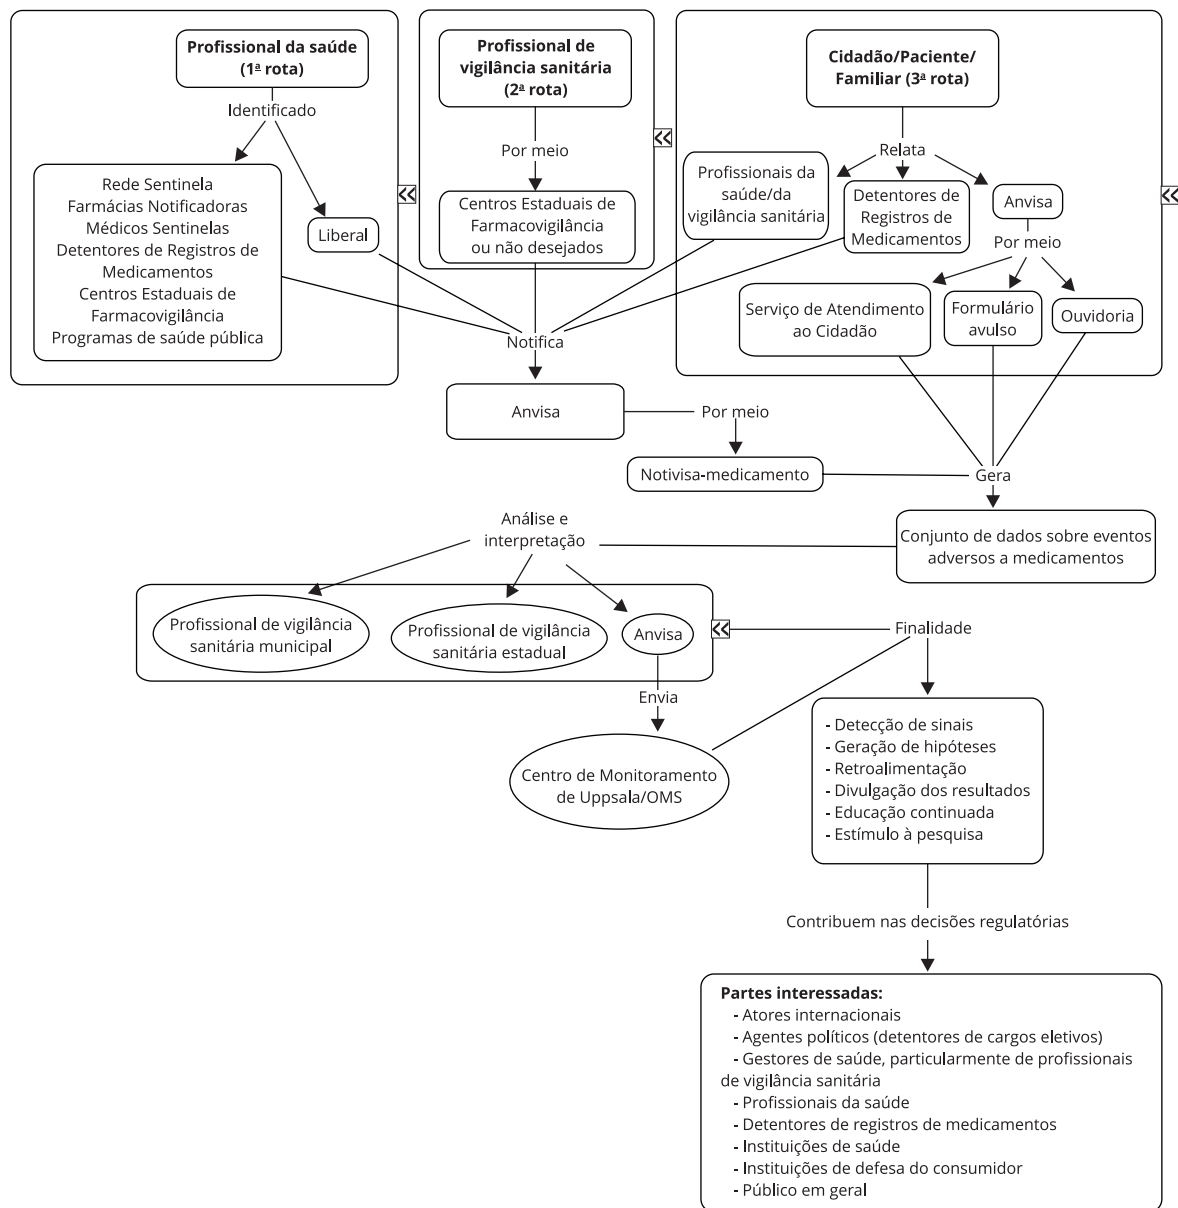 Profissional da saúde
(1ª rota)
Identificado
Rede Sentinela
Farmácias Notificadoras
Médicos Sentinelas
Detentores de Registros de
Medicamentos
Centros Estaduais de
Farmacovigilância
Programas de saúde pública
Liberal
Profissional de
vigilância sanitária
(2ª rota)
Por meio
Centros Estaduais de
Farmacovigilância
ou não desejados
Cidadão/Paciente/
Familiar (3ª rota)
Relata
Profissionais da
saúde/da
vigilância sanitária
Detentores de
Registros de
Medicamentos
Anvisa
Por meio
Serviço de Atendimento
ao Cidadão
Formulário
avulso
Ouvidoria
Notifica
Anvisa
Por meio
Notivisa-medicamento
Gera
Conjunto de dados sobre eventos
adversos a medicamentos
Análise e
interpretação
Profissional de vigilância
sanitária municipal
Profissional de vigilância
sanitária estadual
Anvisa
Finalidade
Envia
Centro de Monitoramento
de Uppsala/OMS
- Detecção de sinais
- Geração de hipóteses
- Retroalimentação
- Divulgação dos resultados
- Educação continuada
- Estímulo à pesquisa
Contribuem nas decisões regulatórias
Partes interessadas:
- Atores internacionais
- Agentes políticos (detentores de cargos eletivos)
- Gestores de saúde, particularmente de profissionais
de vigilância sanitária
- Profissionais da saúde
- Detentores de registros de medicamentos
- Instituições de saúde
- Instituições de defesa do consumidor
- Público em geral